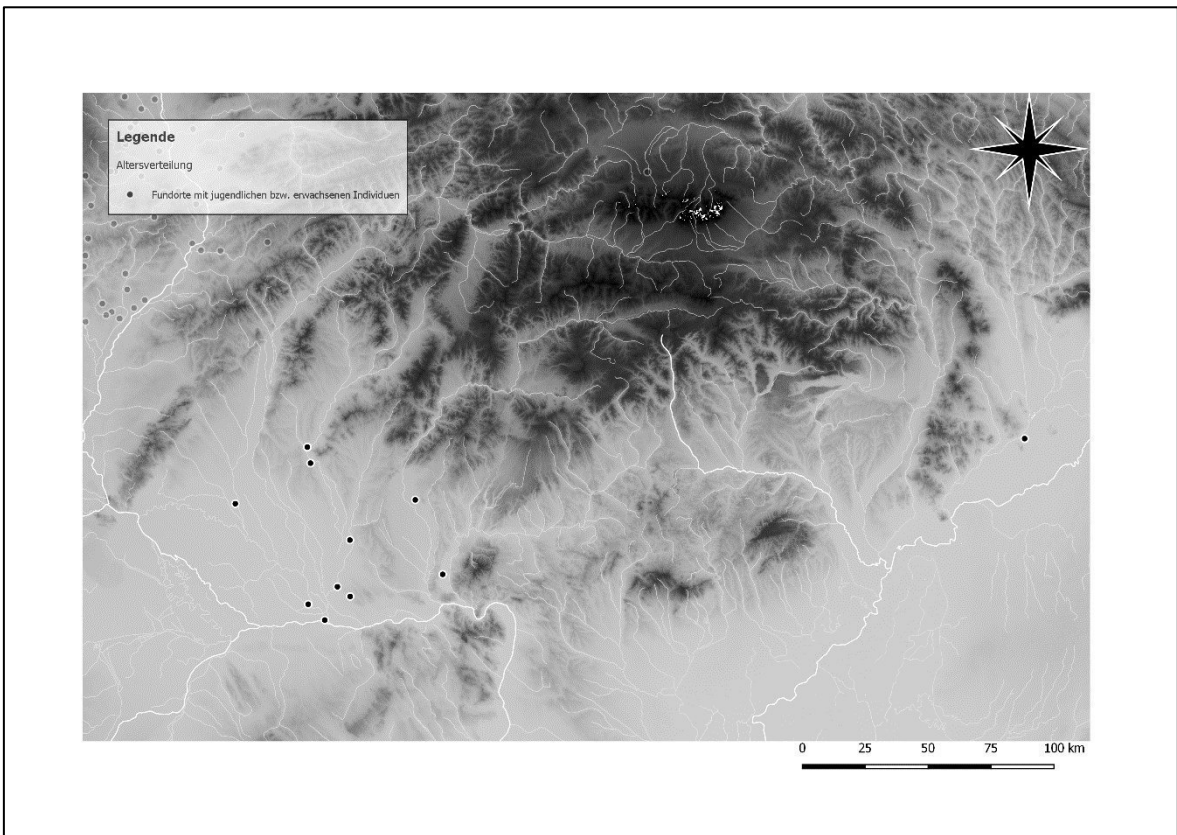 Legende
Altersverteilung
Fundorte mit jugendlichen bzw. erwachsenen Individuen
0 25 50 75 100 km